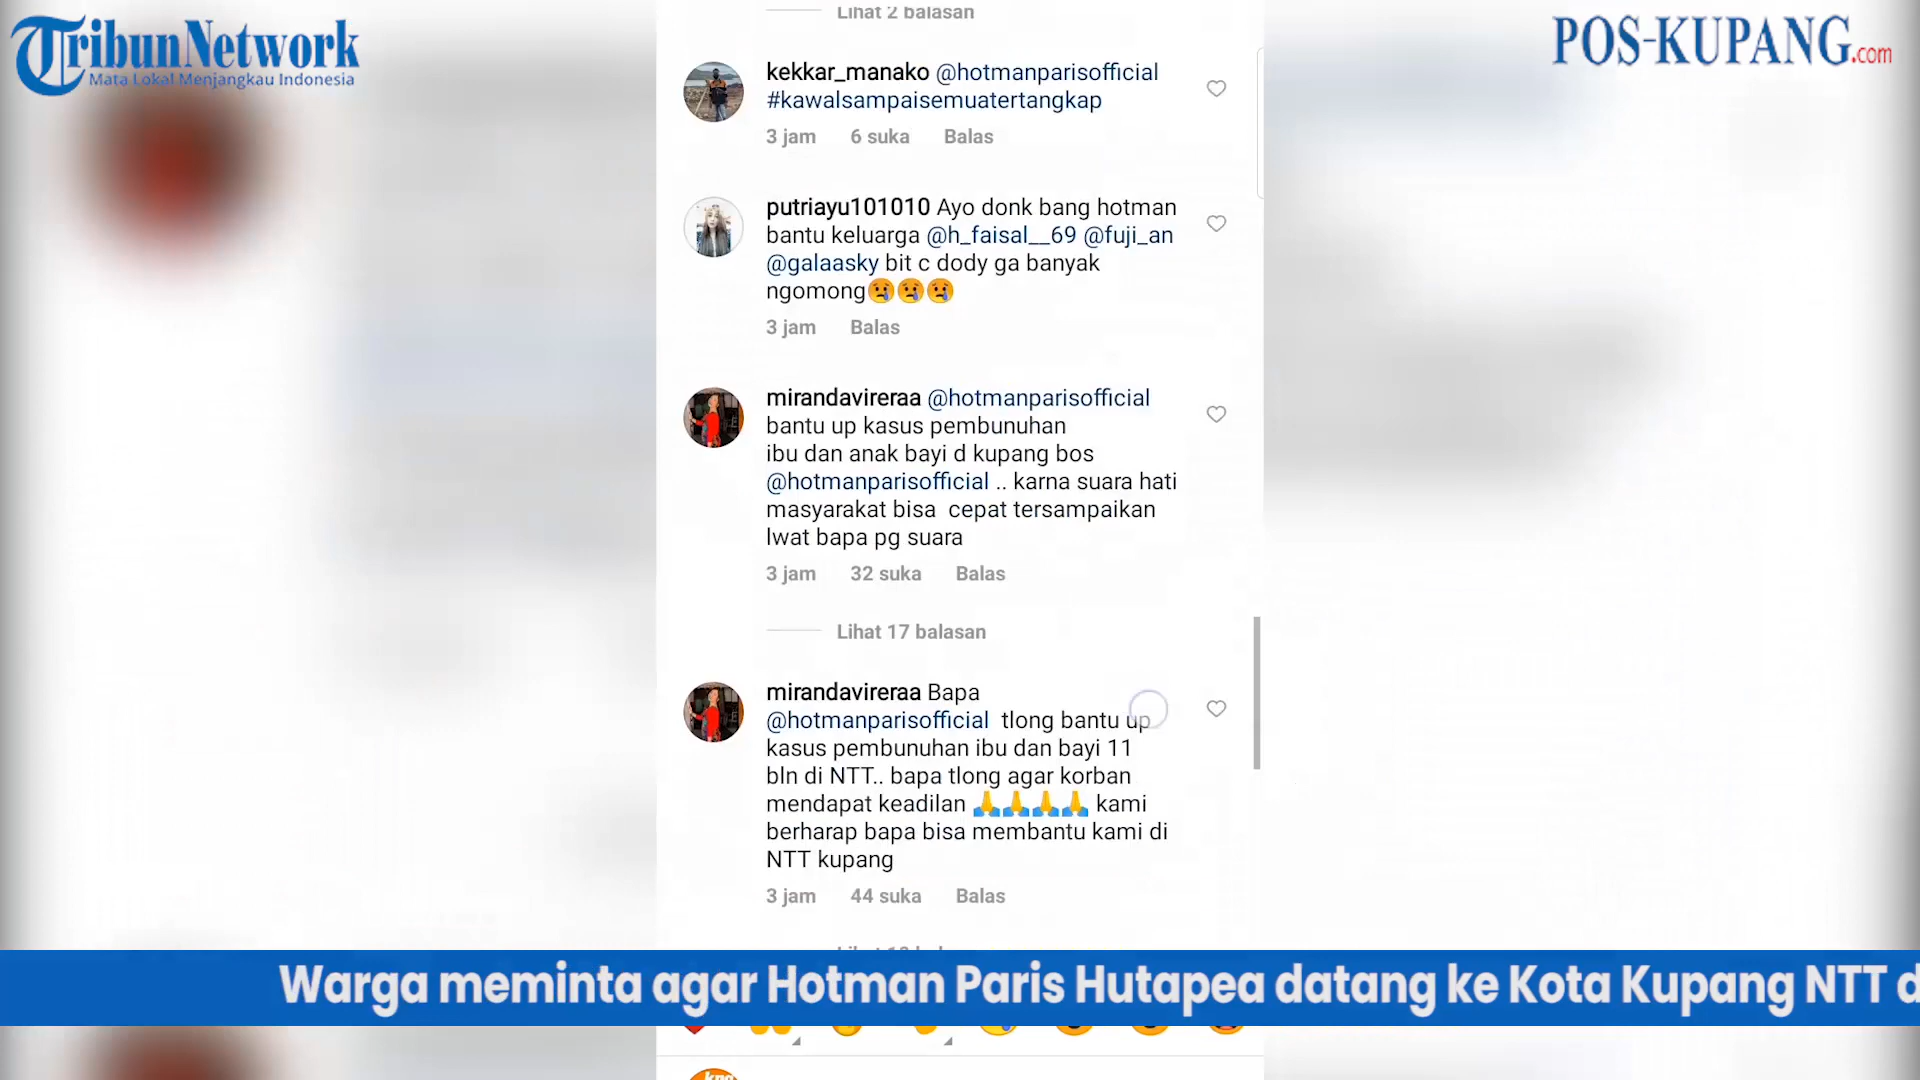 TribunNetwork
Mata Lokal Menjangkau Indonesia
POS-KUPANG.com
Lihat 2 balasan
kekkar_manako @hotmanparisofficial
#kawalsampaisemuatertangkap
3 jam 6 suka Balas
putriayu101010 Ayo donk bang hotman
bantu keluarga @h_faisal__69 @fuji_an
@galaasky bit c dody ga banyak
ngomong😢😢😢
3 jam Balas
mirandavireraa @hotmanparisofficial
bantu up kasus pembunuhan
ibu dan anak bayi d kupang bos
@hotmanparisofficial .. karna suara hati
masyarakat bisa cepat tersampaikan
lwat bapa pg suara
3 jam 32 suka Balas
Lihat 17 balasan
mirandavireraa Bapa
@hotmanparisofficial tlong bantu up
kasus pembunuhan ibu dan bayi 11
bln di NTT.. bapa tlong agar korban
mendapat keadilan 🙏🙏🙏🙏 kami
berharap bapa bisa membantu kami di
NTT kupang
3 jam 44 suka Balas
Warga meminta agar Hotman Paris Hutapea datang ke Kota Kupang NTT d